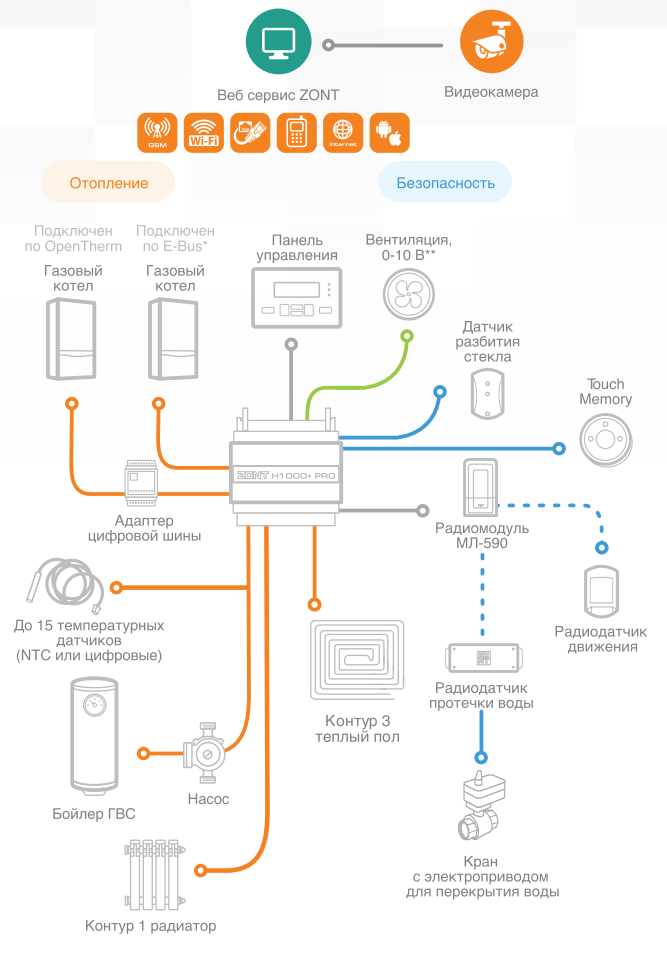 Веб сервис ZONT
Видеокамера
GSM
Wi-Fi
internet
Отопление
Безопасность
Подключен
по OpenTherm
Газовый
котел
Подключен
по E-Bus*
Газовый
котел
Панель
управления
Вентиляция,
0-10 В**
Датчик
разбития
стекла
Touch
Memory
ZONT H1000+ PRO
Адаптер
цифровой шины
Радиомодуль
МЛ-590
Радиодатчик
движения
До 15 температурных
датчиков
(NTC или цифровые)
Контур 3
теплый пол
Радиодатчик
протечки воды
Бойлер ГВС
Насос
Кран
с электроприводом
для перекрытия воды
Контур 1 радиатор